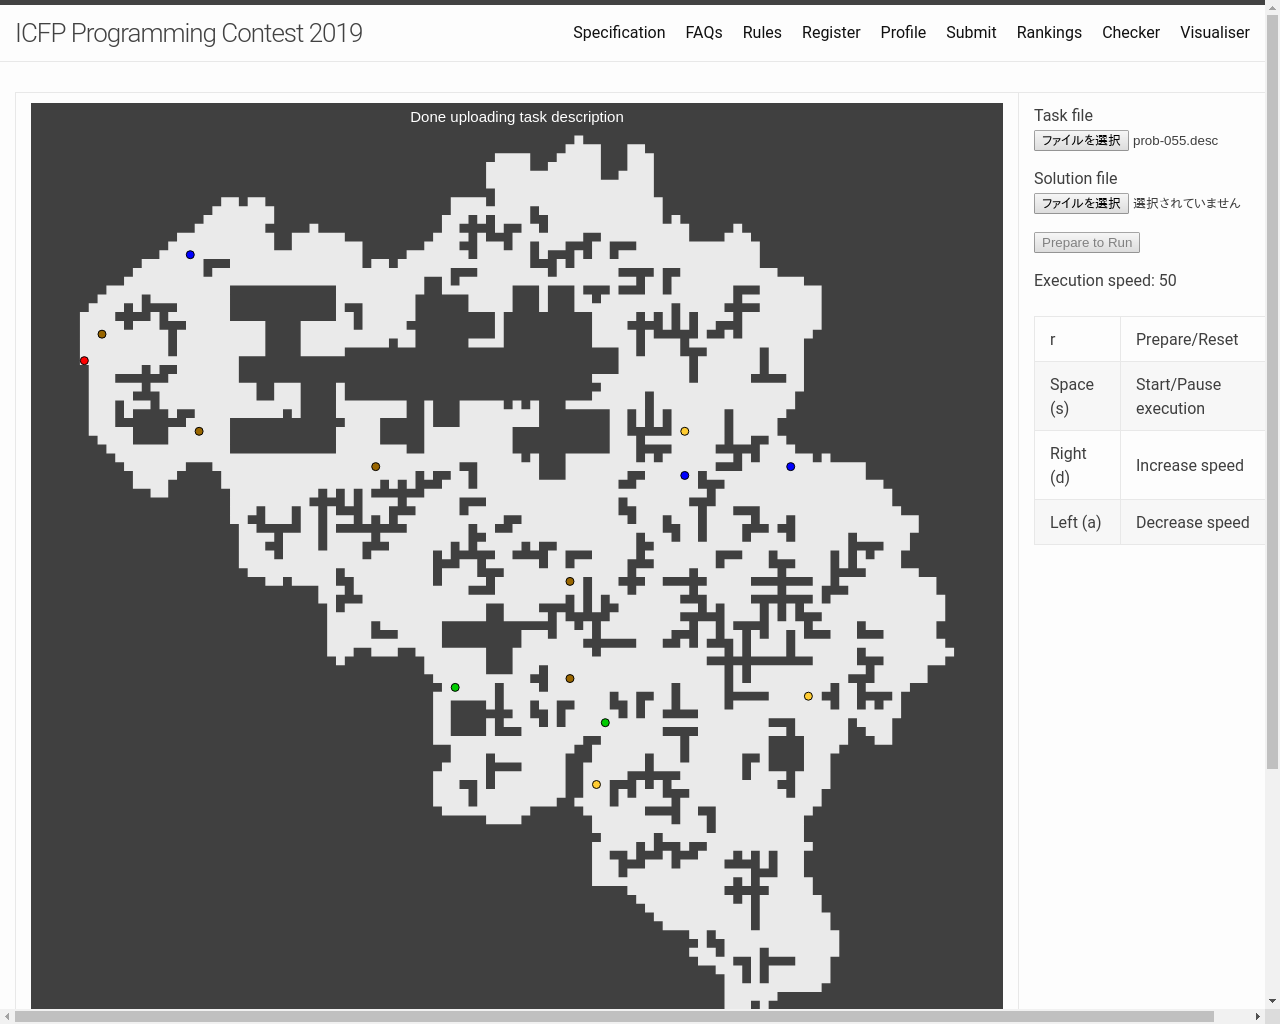 ICFP Programming Contest 2019
Specification FAQs Rules Register Profile Submit Rankings Checker Visualiser
Done uploading task description
Task file
ファイルを選択 prob-055.desc
Solution file
ファイルを選択 選択されていません
Prepare to Run
Execution speed: 50
r Prepare/Reset
Space (s) Start/Pause execution
Right (d) Increase speed
Left (a) Decrease speed